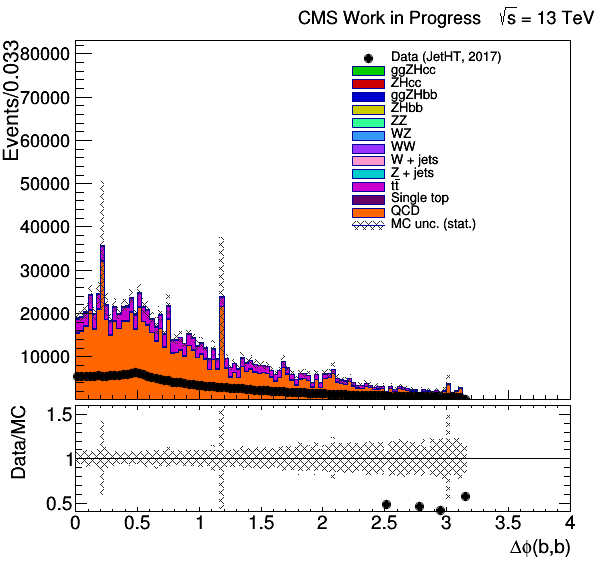 CMS Work in Progress √s = 13 TeV
Events/0.033
80000
70000
60000
50000
40000
30000
20000
10000
Data (JetHT, 2017)
ggZHcc
ZHcc
ggZHbb
ZHbb
ZZ
WZ
WW
W + jets
Z + jets
tt̄
Single top
QCD
MC unc. (stat.)
Data/MC
1.5
1
0.5
0 0.5 1 1.5 2 2.5 3 3.5 4
Δϕ(b,b)